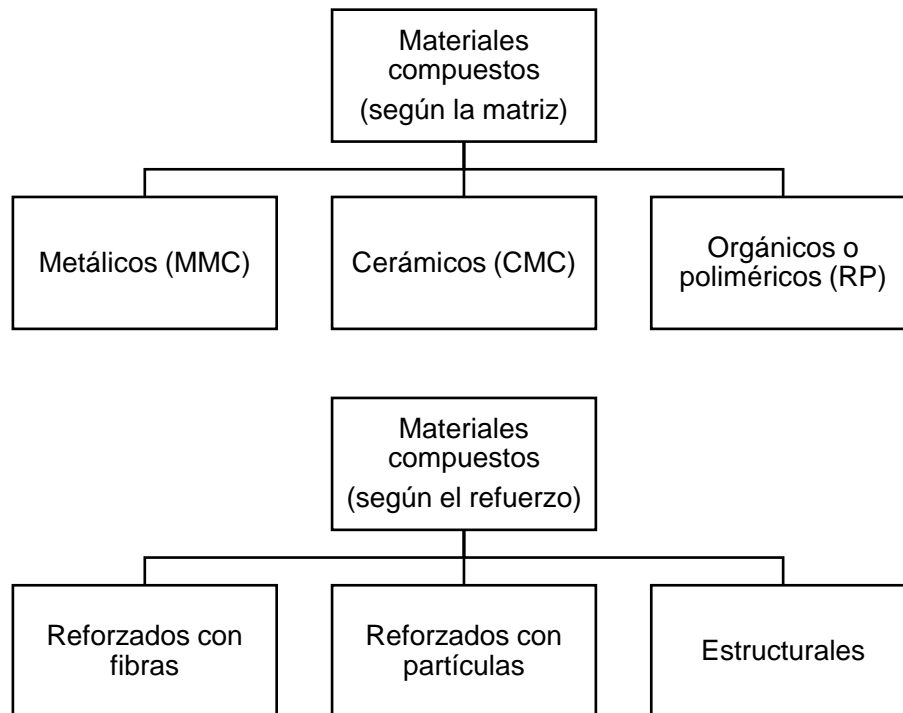 Materiales
compuestos
(según la matriz)
Metálicos (MMC)
Cerámicos (CMC)
Orgánicos o
poliméricos (RP)
Materiales
compuestos
(según el refuerzo)
Reforzados con
fibras
Reforzados con
partículas
Estructurales